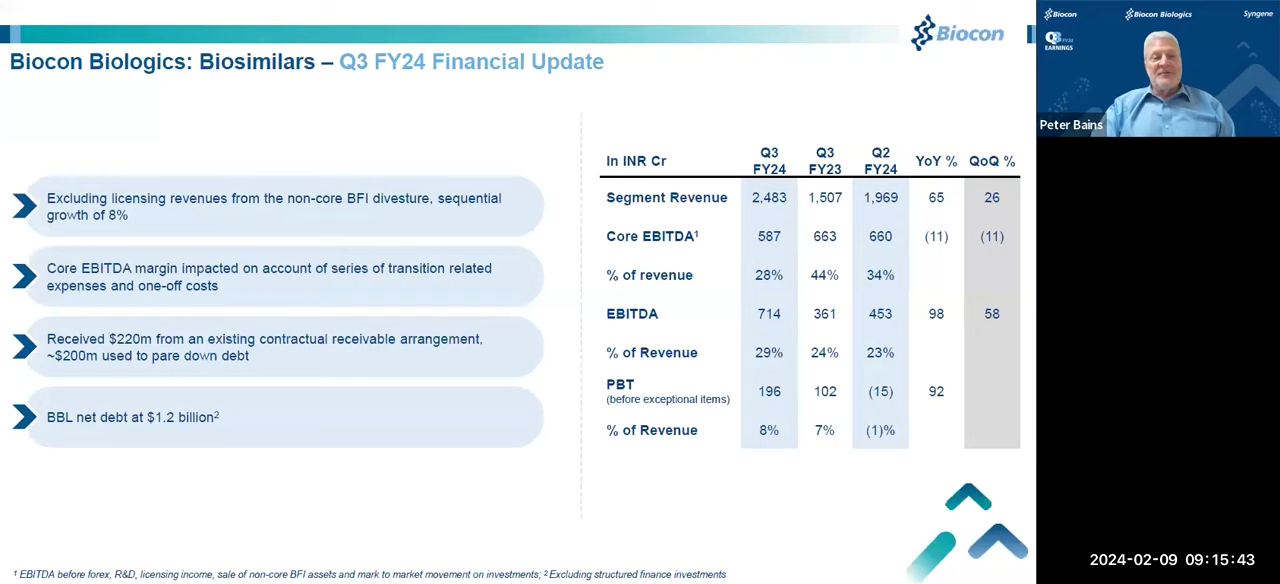 Biocon
Biocon Biologics: Biosimilars – Q3 FY24 Financial Update
Excluding licensing revenues from the non-core BFI divesture, sequential
growth of 8%
Core EBITDA margin impacted on account of series of transition related
expenses and one-off costs
Received $220m from an existing contractual receivable arrangement,
~$200m used to pare down debt
BBL net debt at $1.2 billion²
In INR Cr Q3 FY24 Q3 FY23 Q2 FY24 YoY % QoQ %
Segment Revenue 2,483 1,507 1,969 65 26
Core EBITDA¹ 587 663 660 (11) (11)
% of revenue 28% 44% 34%
EBITDA 714 361 453 98 58
% of Revenue 29% 24% 23%
PBT 196 102 (15) 92
(before exceptional items)
% of Revenue 8% 7% (1)%
¹ EBITDA before forex, R&D, licensing income, sale of non-core BFI assets and mark to market movement on investments; ² Excluding structured finance investments
Biocon Biocon Biologics Syngene
Q3 FY24
EARNINGS
Peter Bains
2024-02-09 09:15:43